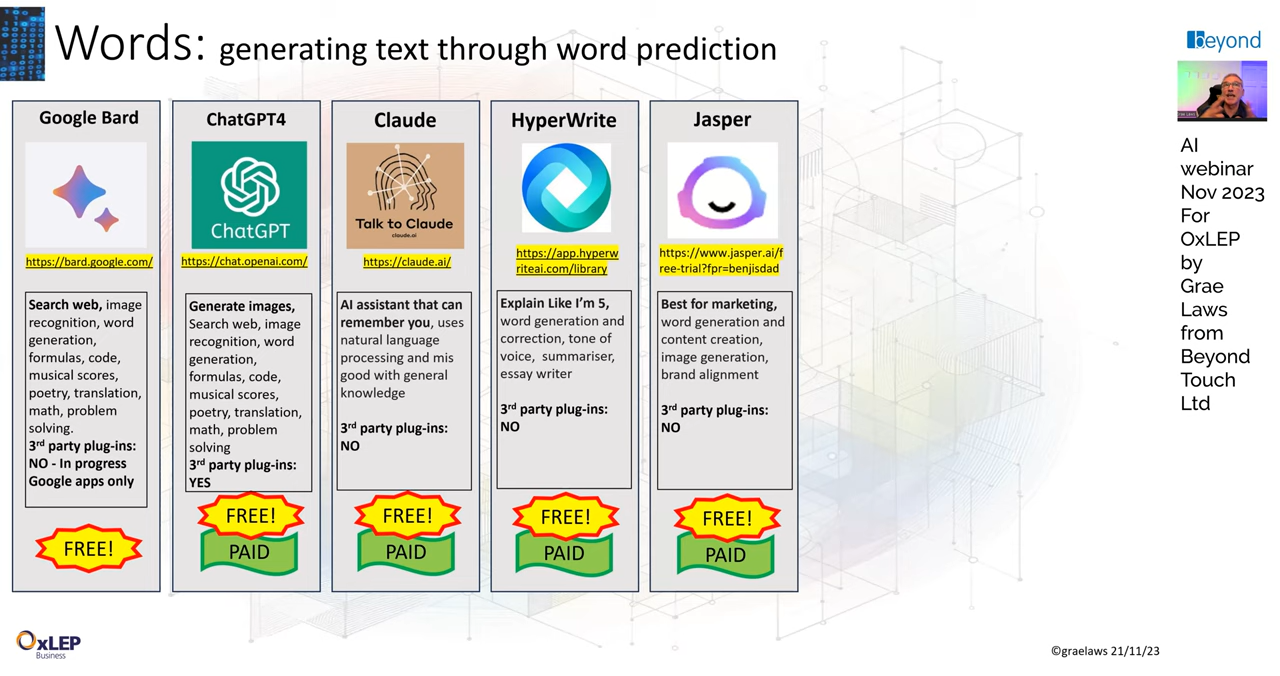 Words: generating text through word prediction
Google Bard
https://bard.google.com/
Search web, image
recognition, word
generation,
formulas, code,
musical scores,
poetry, translation,
math, problem
solving.
3rd party plug-ins:
NO - In progress
Google apps only
FREE!
ChatGPT4
ChatGPT
https://chat.openai.com/
Generate images,
Search web, image
recognition, word
generation,
formulas, code,
musical scores,
poetry, translation,
math, problem
solving
3rd party plug-ins:
YES
FREE!
PAID
Claude
Talk to Claude
claude.ai
https://claude.ai/
AI assistant that can
remember you, uses
natural language
processing and mis
good with general
knowledge
3rd party plug-ins:
NO
FREE!
PAID
HyperWrite
https://app.hyperw
riteai.com/library
Explain Like I'm 5,
word generation and
correction, tone of
voice, summariser,
essay writer
3rd party plug-ins:
NO
FREE!
PAID
Jasper
https://www.jasper.ai/f
ree-trial?fpr=benjisdad
Best for marketing,
word generation and
content creation,
image generation,
brand alignment
3rd party plug-ins:
NO
FREE!
PAID
beyond
AI
webinar
Nov 2023
For
OxLEP
by
Grae
Laws
from
Beyond
Touch
Ltd
OxLEP
Business
©graelaws 21/11/23